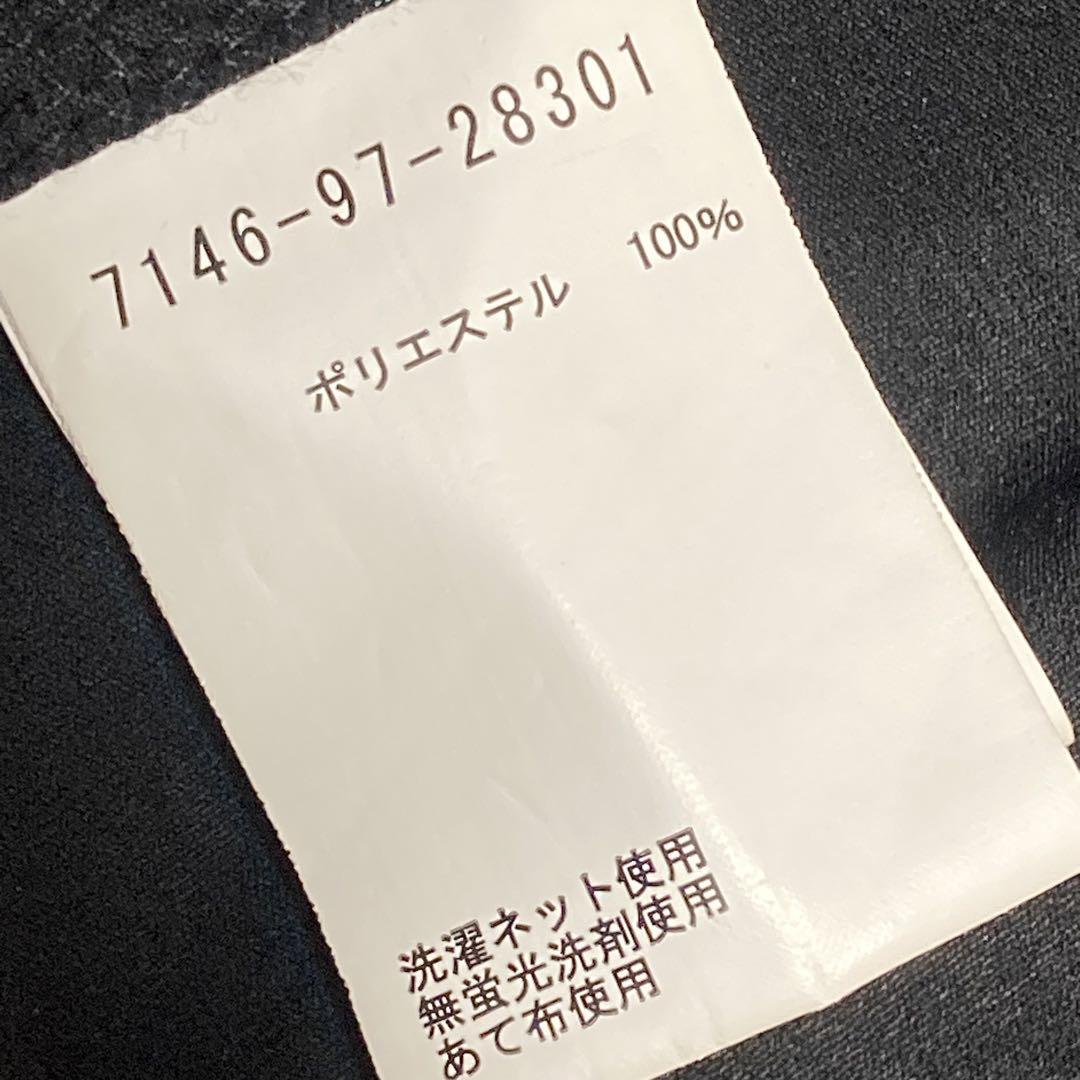 7146-97-28301
ポリエステル 100%
洗濯ネット使用
無蛍光洗剤使用
あて布使用